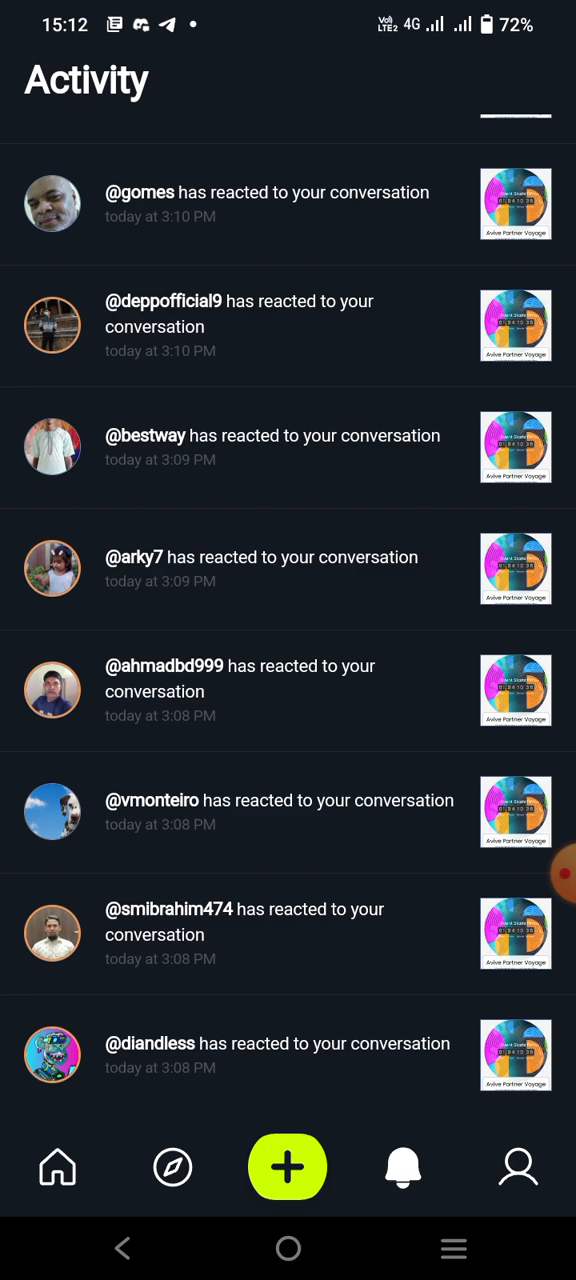 15:12
Vo)) LTE2 4G 72%
Activity
@gomes has reacted to your conversation
today at 3:10 PM
Avive Partner Voyage
@deppofficial9 has reacted to your
conversation
today at 3:10 PM
Avive Partner Voyage
@bestway has reacted to your conversation
today at 3:09 PM
Avive Partner Voyage
@arky7 has reacted to your conversation
today at 3:09 PM
Avive Partner Voyage
@ahmadbd999 has reacted to your
conversation
today at 3:08 PM
Avive Partner Voyage
@vmonteiro has reacted to your conversation
today at 3:08 PM
Avive Partner Voyage
@smibrahim474 has reacted to your
conversation
today at 3:08 PM
Avive Partner Voyage
@diandless has reacted to your conversation
today at 3:08 PM
Avive Partner Voyage